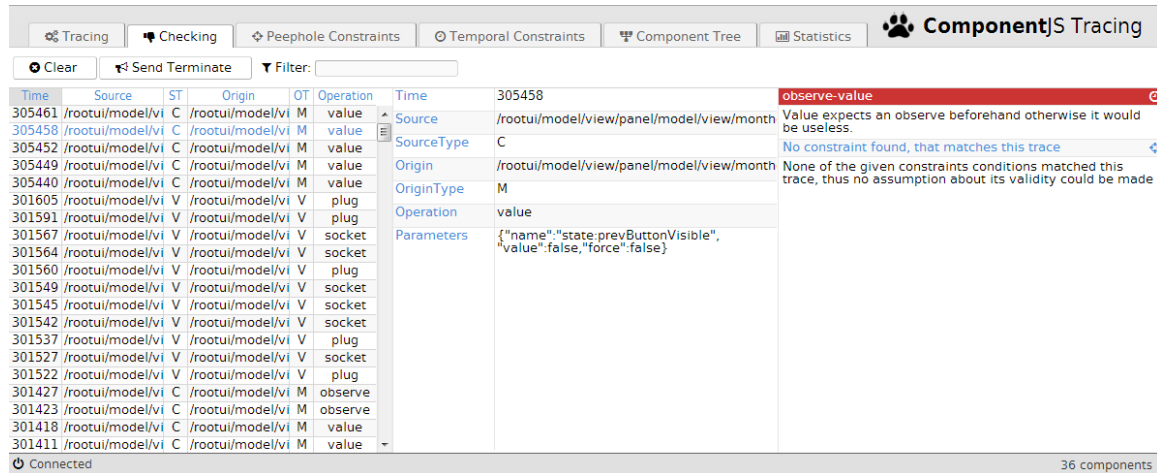 Tracing Checking Peephole Constraints Temporal Constraints Component Tree Statistics ComponentJS Tracing
Clear Send Terminate Filter:
Time Source ST Origin OT Operation
305461 /rootui/model/vi C /rootui/model/vi M value
305458 /rootui/model/vi C /rootui/model/vi M value
305452 /rootui/model/vi C /rootui/model/vi M value
305449 /rootui/model/vi C /rootui/model/vi M value
305440 /rootui/model/vi C /rootui/model/vi M value
301605 /rootui/model/vi V /rootui/model/vi V plug
301591 /rootui/model/vi V /rootui/model/vi V plug
301567 /rootui/model/vi V /rootui/model/vi V socket
301564 /rootui/model/vi V /rootui/model/vi V socket
301560 /rootui/model/vi V /rootui/model/vi V plug
301549 /rootui/model/vi V /rootui/model/vi V socket
301545 /rootui/model/vi V /rootui/model/vi V socket
301542 /rootui/model/vi V /rootui/model/vi V socket
301537 /rootui/model/vi V /rootui/model/vi V plug
301527 /rootui/model/vi V /rootui/model/vi V socket
301522 /rootui/model/vi V /rootui/model/vi V plug
301427 /rootui/model/vi C /rootui/model/vi M observe
301423 /rootui/model/vi C /rootui/model/vi M observe
301418 /rootui/model/vi C /rootui/model/vi M value
301411 /rootui/model/vi C /rootui/model/vi M value
Time 305458
Source /rootui/model/view/panel/model/view/month
SourceType C
Origin /rootui/model/view/panel/model/view/month
OriginType M
Operation value
Parameters {"name":"state:prevButtonVisible",
"value":false,"force":false}
observe-value
Value expects an observe beforehand otherwise it would
be useless.
No constraint found, that matches this trace
None of the given constraints conditions matched this
trace, thus no assumption about its validity could be made
Connected 36 components